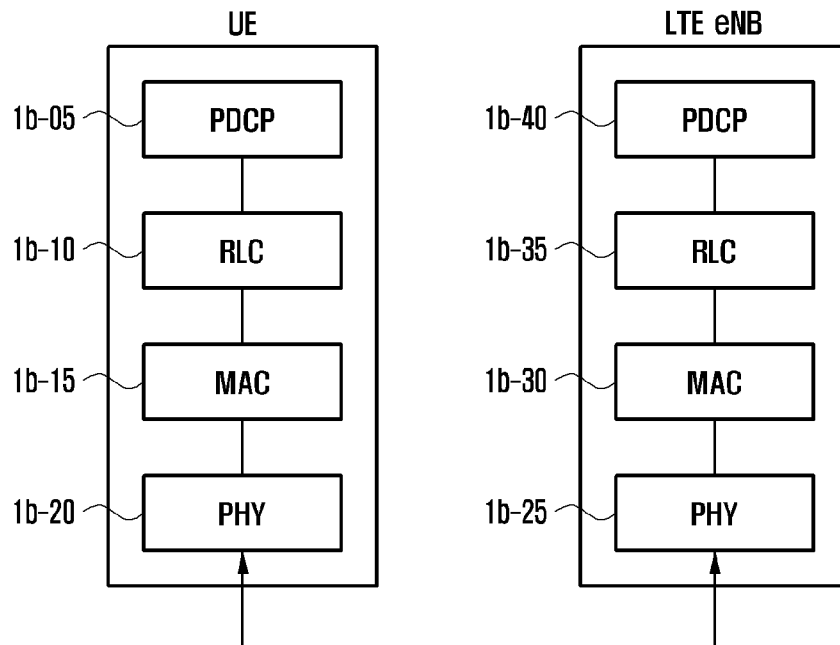 UE LTE eNB
1b-05 PDCP 1b-40 PDCP
1b-10 RLC 1b-35 RLC
1b-15 MAC 1b-30 MAC
1b-20 PHY 1b-25 PHY